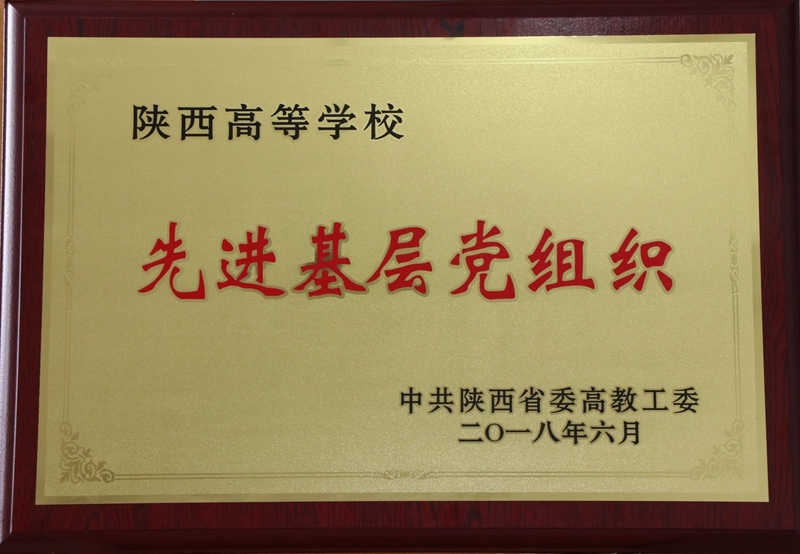 陕西高等学校
先进基层党组织
中共陕西省委高教工委
二〇一八年六月